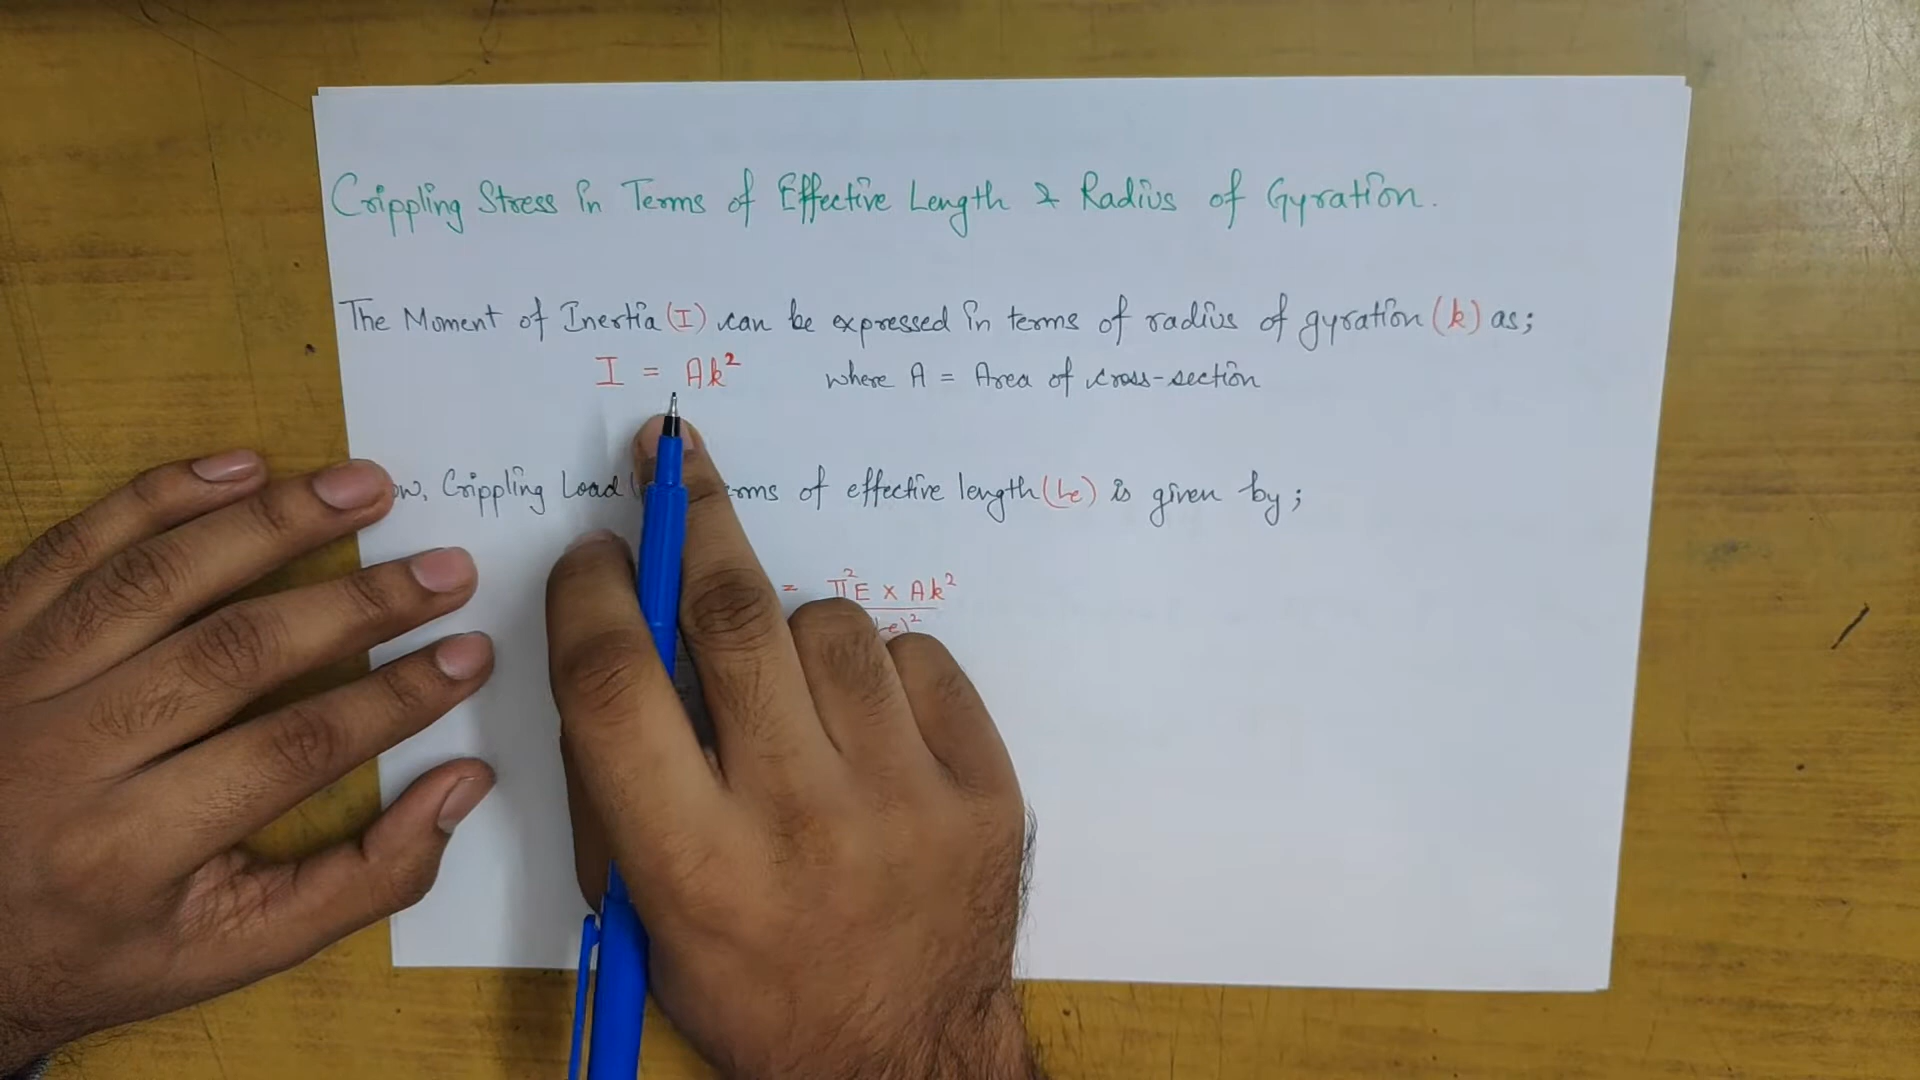 Crippling Stress in Terms of Effective Length & Radius of Gyration.
The Moment of Inertia (I) can be expressed in terms of radius of gyration (k) as;
I = Ak² where A = Area of cross-section
Crippling Load ( of effective length (Le) is given by;
= π²E × Ak²